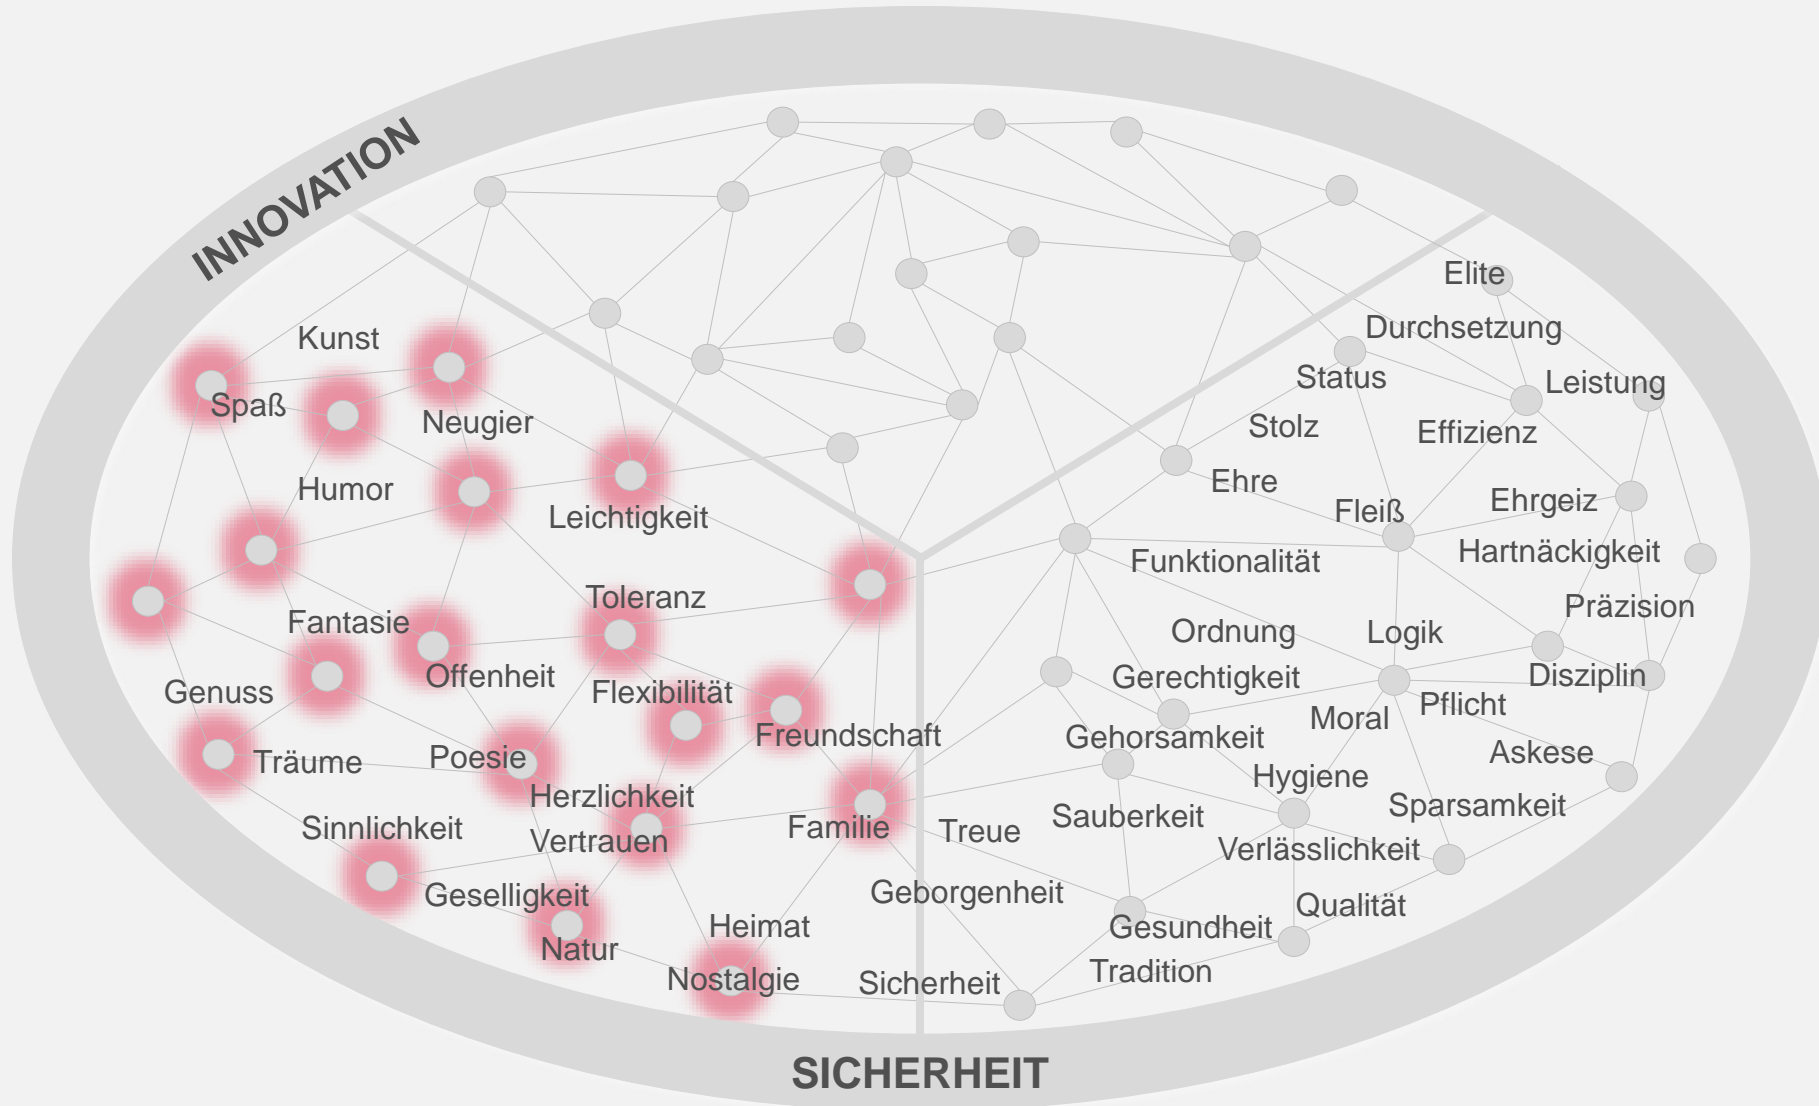 INNOVATION
Kunst
Spaß
Neugier
Humor
Leichtigkeit
Toleranz
Fantasie
Offenheit
Genuss
Flexibilität
Freundschaft
Träume
Poesie
Herzlichkeit
Sinnlichkeit
Vertrauen
Familie
Geselligkeit
Heimat
Natur
Nostalgie
Elite
Durchsetzung
Status
Leistung
Stolz
Effizienz
Ehre
Fleiß
Ehrgeiz
Funktionalität
Hartnäckigkeit
Präzision
Ordnung
Logik
Gerechtigkeit
Disziplin
Moral
Pflicht
Gehorsamkeit
Askese
Hygiene
Sparsamkeit
Sauberkeit
Treue
Verlässlichkeit
Geborgenheit
Qualität
Gesundheit
Tradition
Sicherheit
SICHERHEIT